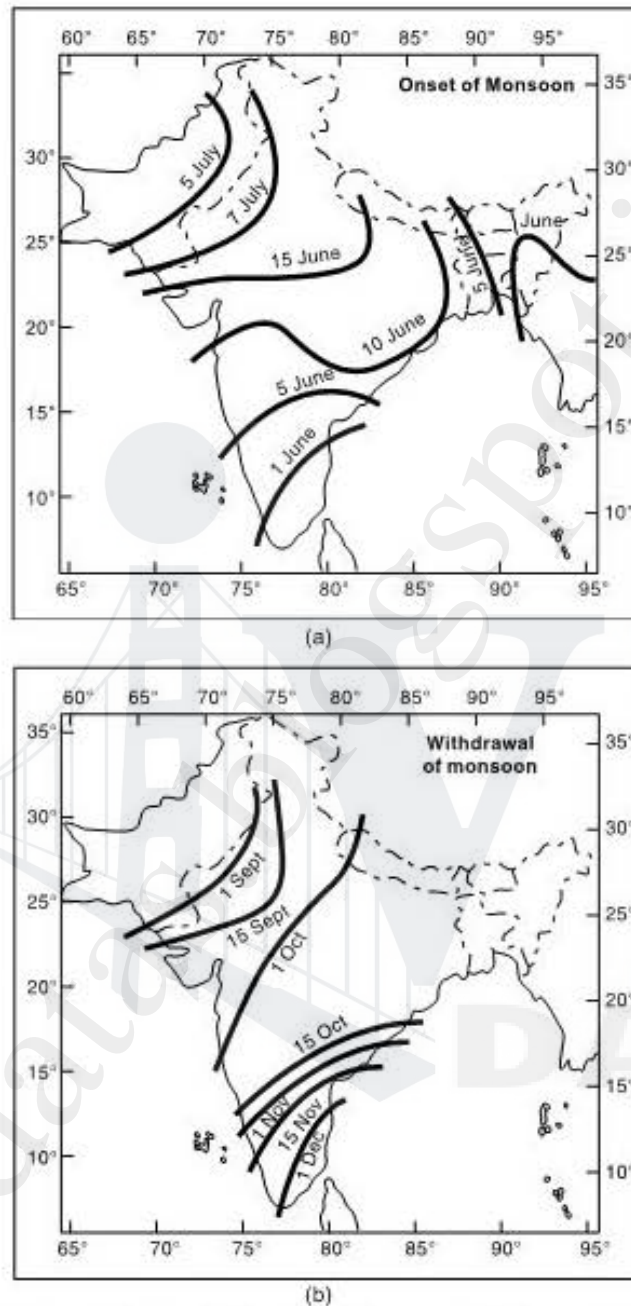 60° 65° 70° 75° 80° 85° 90° 95°
Onset of Monsoon
35° 35°
30° 30°
25° 25°
20° 20°
15° 15°
10° 10°
5 July
7 July
15 June
June
5 June
10 June
5 June
1 June
65° 70° 75° 80° 85° 90° 95°
(a)
60° 65° 70° 75° 80° 85° 90° 95°
Withdrawal
of monsoon
35° 35°
30° 30°
25° 25°
20° 20°
15° 15°
10° 10°
1 Sept
15 Sept
1 Oct
15 Oct
1 Nov
15 Nov
1 Dec
65° 70° 75° 80° 85° 90° 95°
(b)